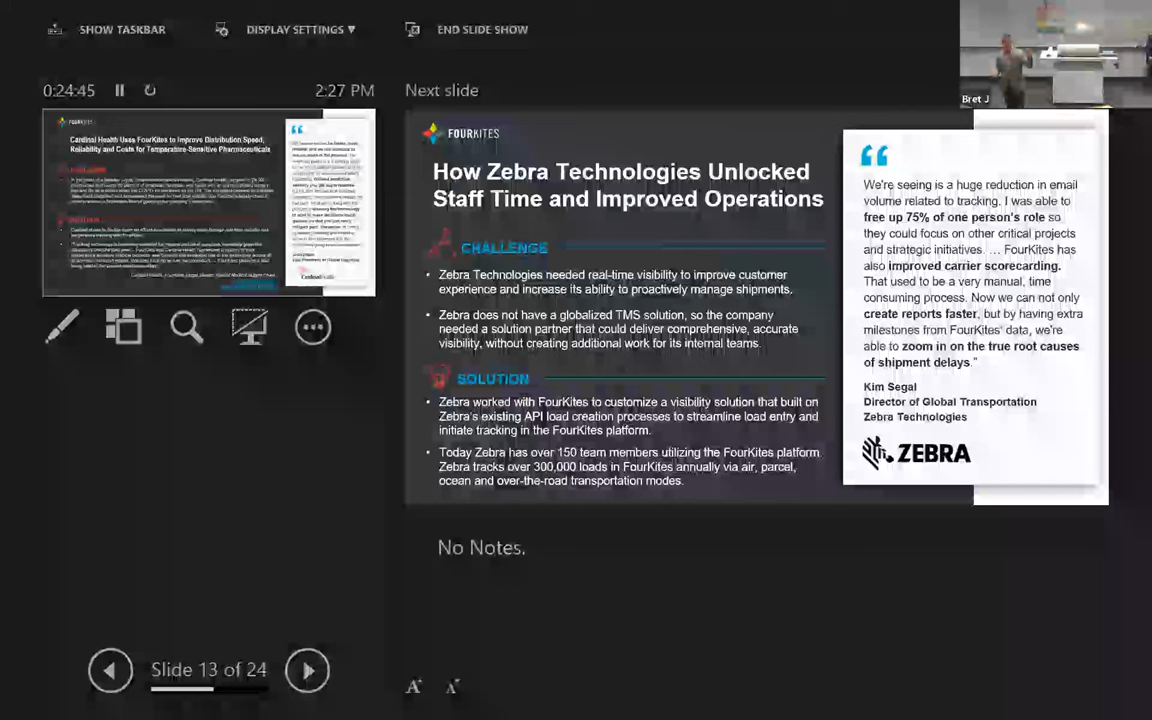 SHOW TASKBAR
DISPLAY SETTINGS ▼
END SLIDE SHOW
Bret J
0:24:45
2:27 PM
Next slide
FOURKITES
Cardinal Health Uses FourKites to Improve Distribution Speed,
Reliability and Costs for Temperature-Sensitive Pharmaceuticals
FOURKITES
How Zebra Technologies Unlocked
Staff Time and Improved Operations
CHALLENGE
• Zebra Technologies needed real-time visibility to improve customer
experience and increase its ability to proactively manage shipments.
• Zebra does not have a globalized TMS solution, so the company
needed a solution partner that could deliver comprehensive, accurate
visibility, without creating additional work for its internal teams.
SOLUTION
• Zebra worked with FourKites to customize a visibility solution that built on
Zebra's existing API load creation processes to streamline load entry and
initiate tracking in the FourKites platform.
• Today Zebra has over 150 team members utilizing the FourKites platform.
Zebra tracks over 300,000 loads in FourKites annually via air, parcel,
ocean and over-the-road transportation modes.
We're seeing is a huge reduction in email
volume related to tracking. I was able to
free up 75% of one person's role so
they could focus on other critical projects
and strategic initiatives. … FourKites has
also improved carrier scorecarding.
That used to be a very manual, time
consuming process. Now we can not only
create reports faster, but by having extra
milestones from FourKites' data, we're
able to zoom in on the true root causes
of shipment delays."
Kim Segal
Director of Global Transportation
Zebra Technologies
ZEBRA
No Notes.
Slide 13 of 24
A
A